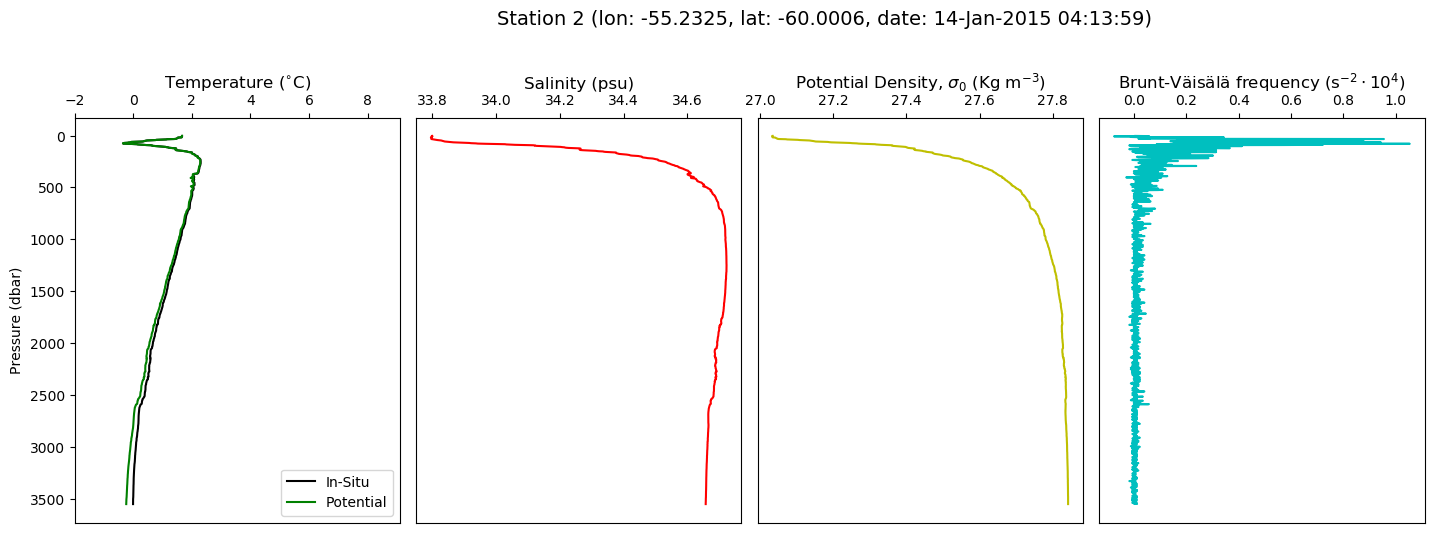 Station 2 (lon: -55.2325, lat: -60.0006, date: 14-Jan-2015 04:13:59)
Temperature (˚C)
−2 0 2 4 6 8
Salinity (psu)
33.8 34.0 34.2 34.4 34.6
Potential Density, σ₀ (Kg m⁻³)
27.0 27.2 27.4 27.6 27.8
Brunt-Väisälä frequency (s⁻² · 10⁴)
0.0 0.2 0.4 0.6 0.8 1.0
Pressure (dbar)
0
500
1000
1500
2000
2500
3000
3500
In-Situ
Potential